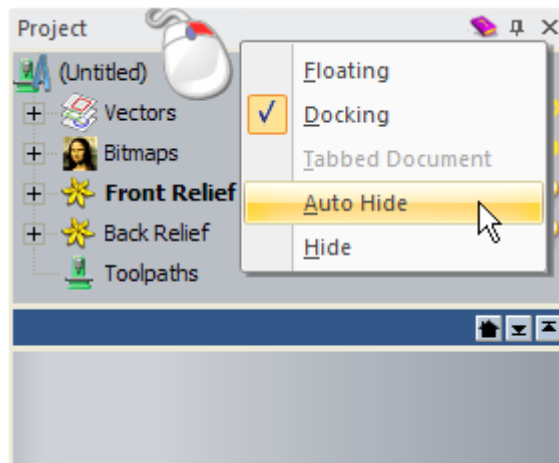 Project
(Untitled)
Vectors
Bitmaps
Front Relief
Back Relief
Toolpaths
Floating
Docking
Tabbed Document
Auto Hide
Hide